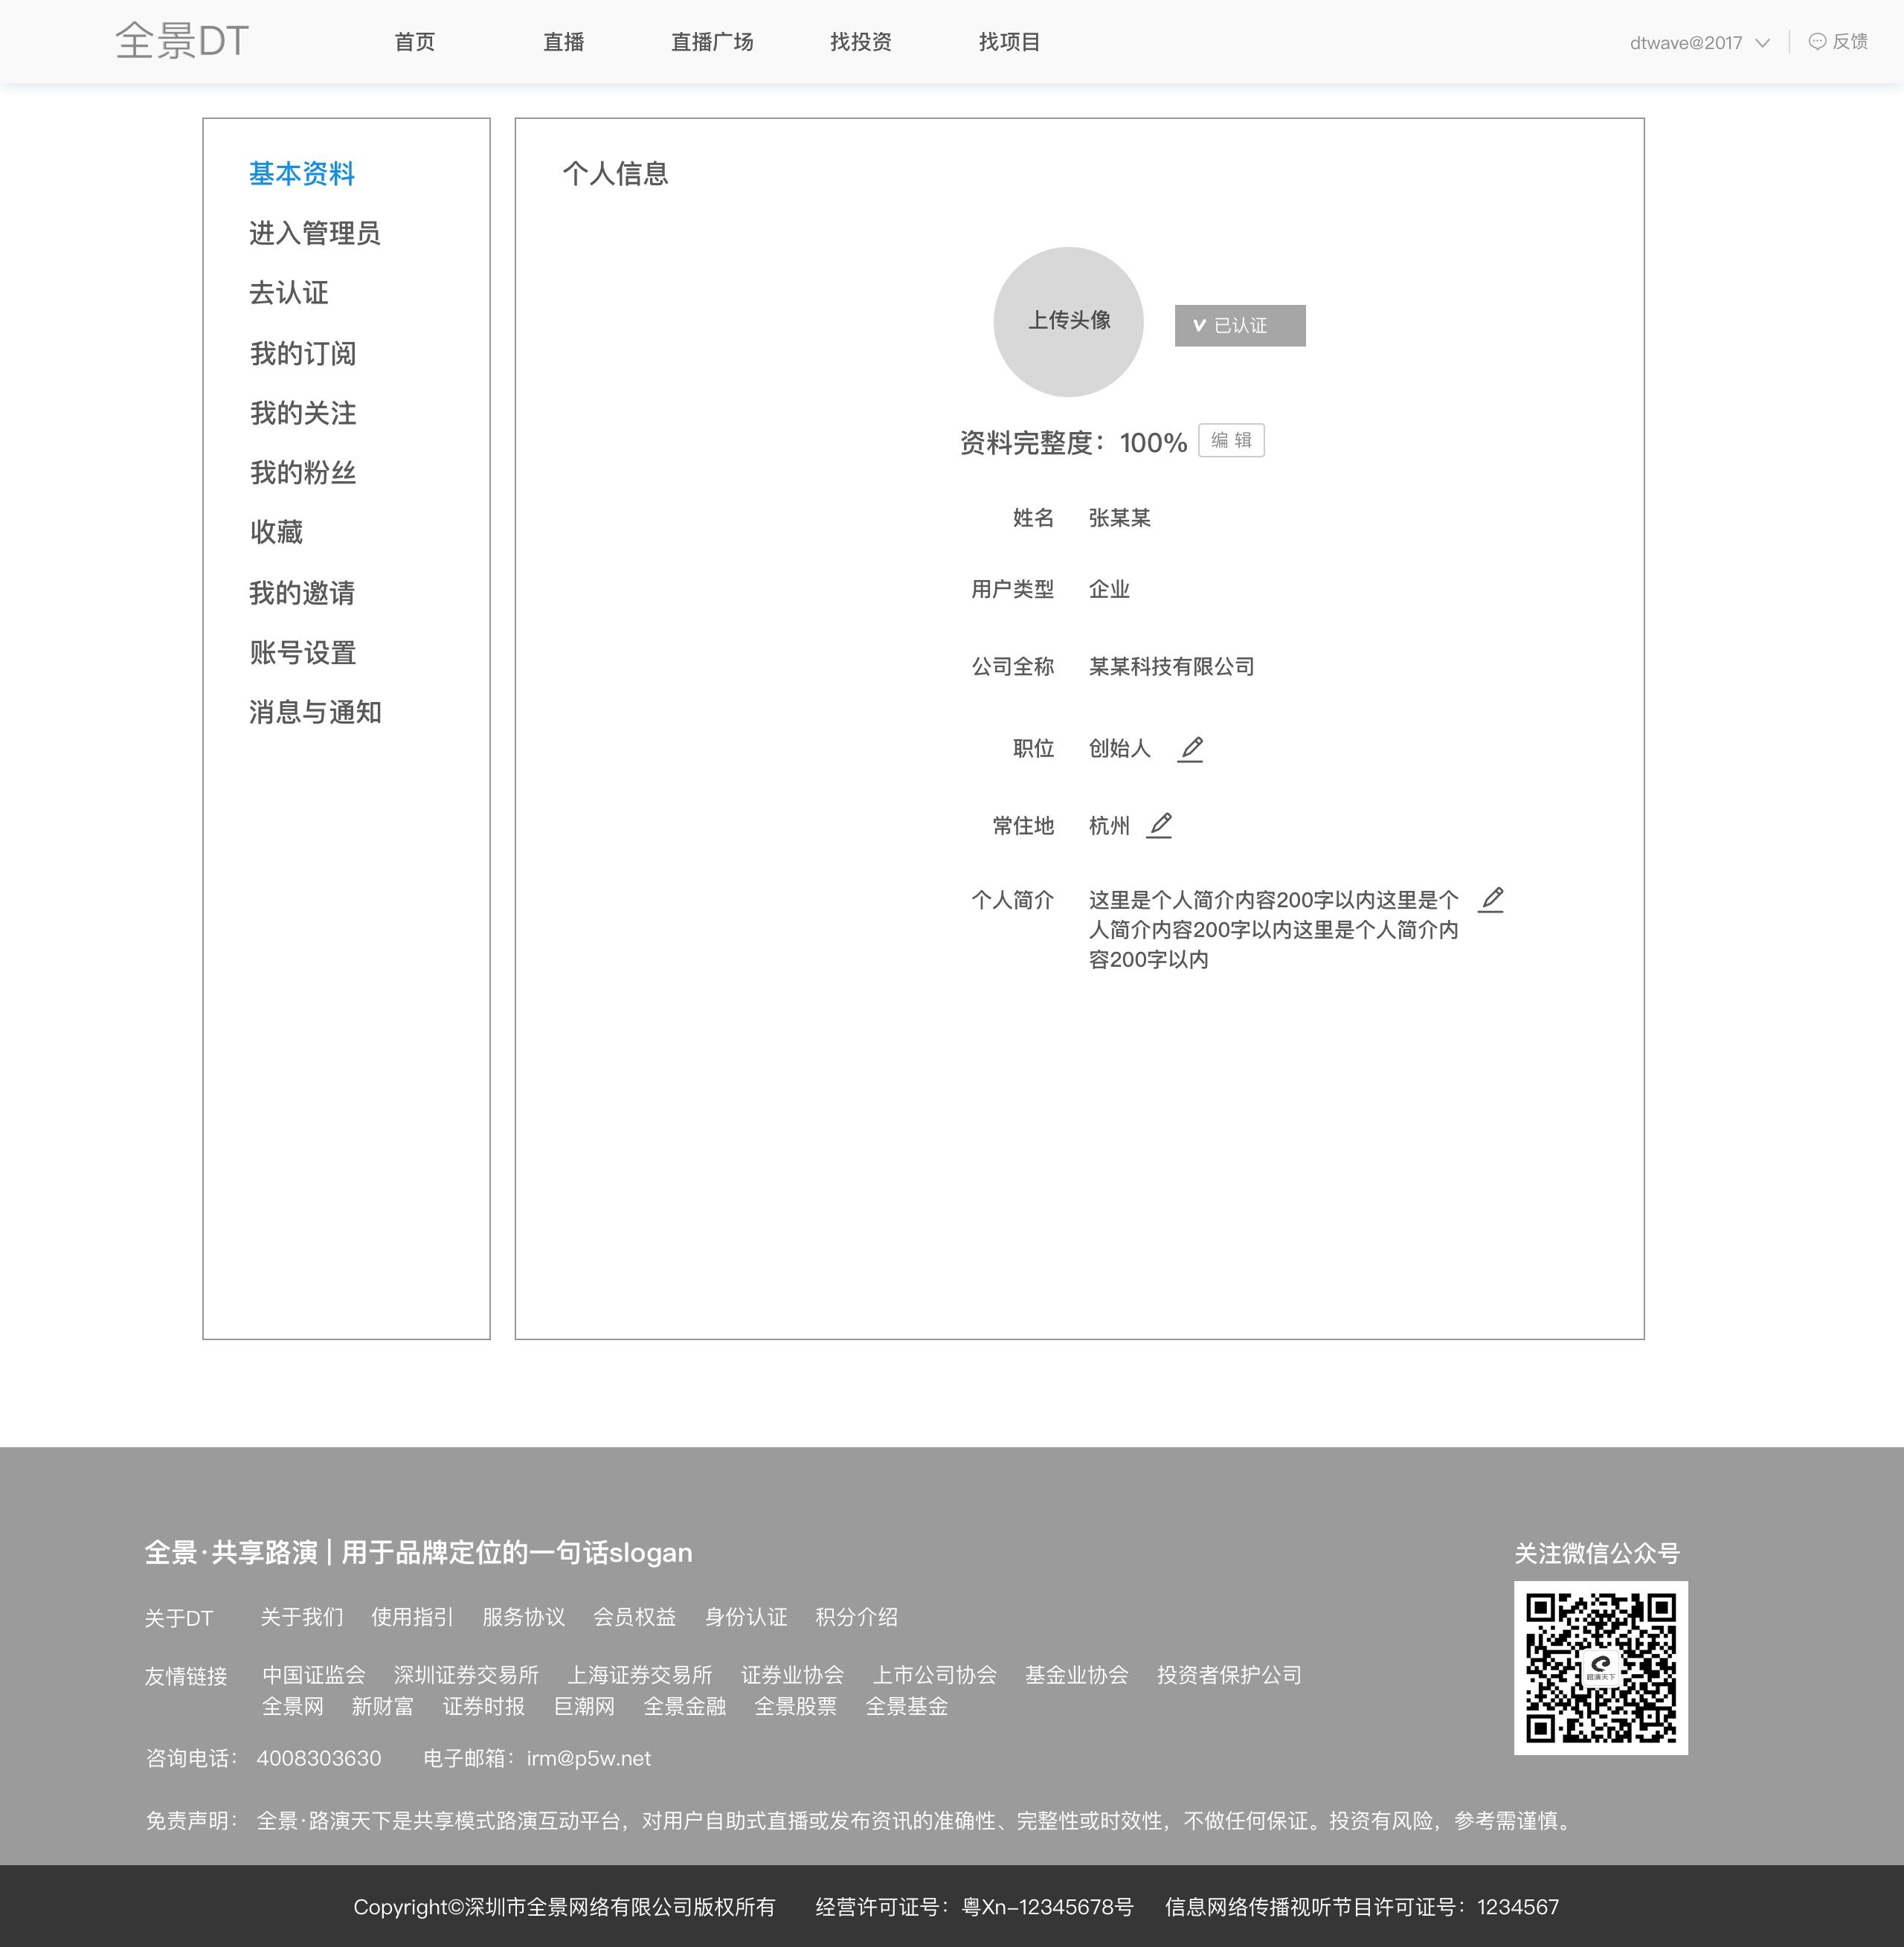 全景DT
首页
直播
直播广场
找投资
找项目
dtwave@2017
反馈
基本资料
进入管理员
去认证
我的订阅
我的关注
我的粉丝
收藏
我的邀请
账号设置
消息与通知
个人信息
上传头像
已认证
资料完整度：100%
编 辑
姓名 张某某
用户类型 企业
公司全称 某某科技有限公司
职位 创始人
常住地 杭州
个人简介 这里是个人简介内容200字以内这里是个
人简介内容200字以内这里是个人简介内
容200字以内
全景·共享路演 | 用于品牌定位的一句话slogan
关于DT 关于我们 使用指引 服务协议 会员权益 身份认证 积分介绍
友情链接 中国证监会 深圳证券交易所 上海证券交易所 证券业协会 上市公司协会 基金业协会 投资者保护公司
全景网 新财富 证券时报 巨潮网 全景金融 全景股票 全景基金
咨询电话： 4008303630 电子邮箱：irm@p5w.net
免责声明： 全景·路演天下是共享模式路演互动平台，对用户自助式直播或发布资讯的准确性、完整性或时效性，不做任何保证。投资有风险，参考需谨慎。
关注微信公众号
路演天下
Copyright©深圳市全景网络有限公司版权所有 经营许可证号：粤Xn-12345678号 信息网络传播视听节目许可证号：1234567